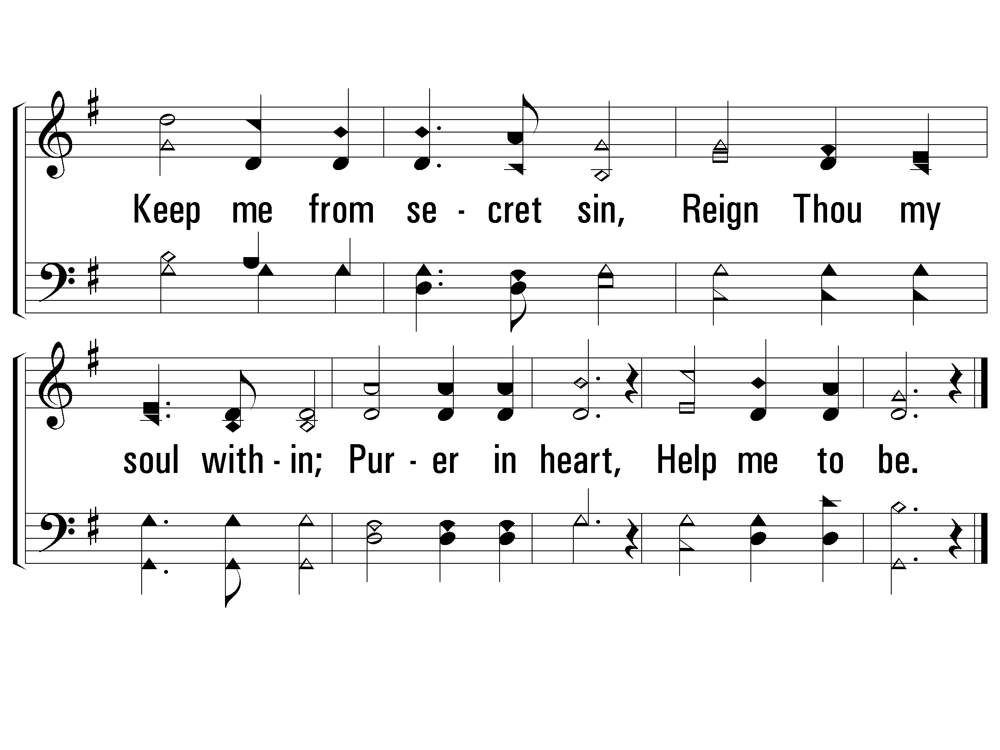 Keep me from se - cret sin, Reign Thou my
soul with - in; Pur - er in heart, Help me to be.